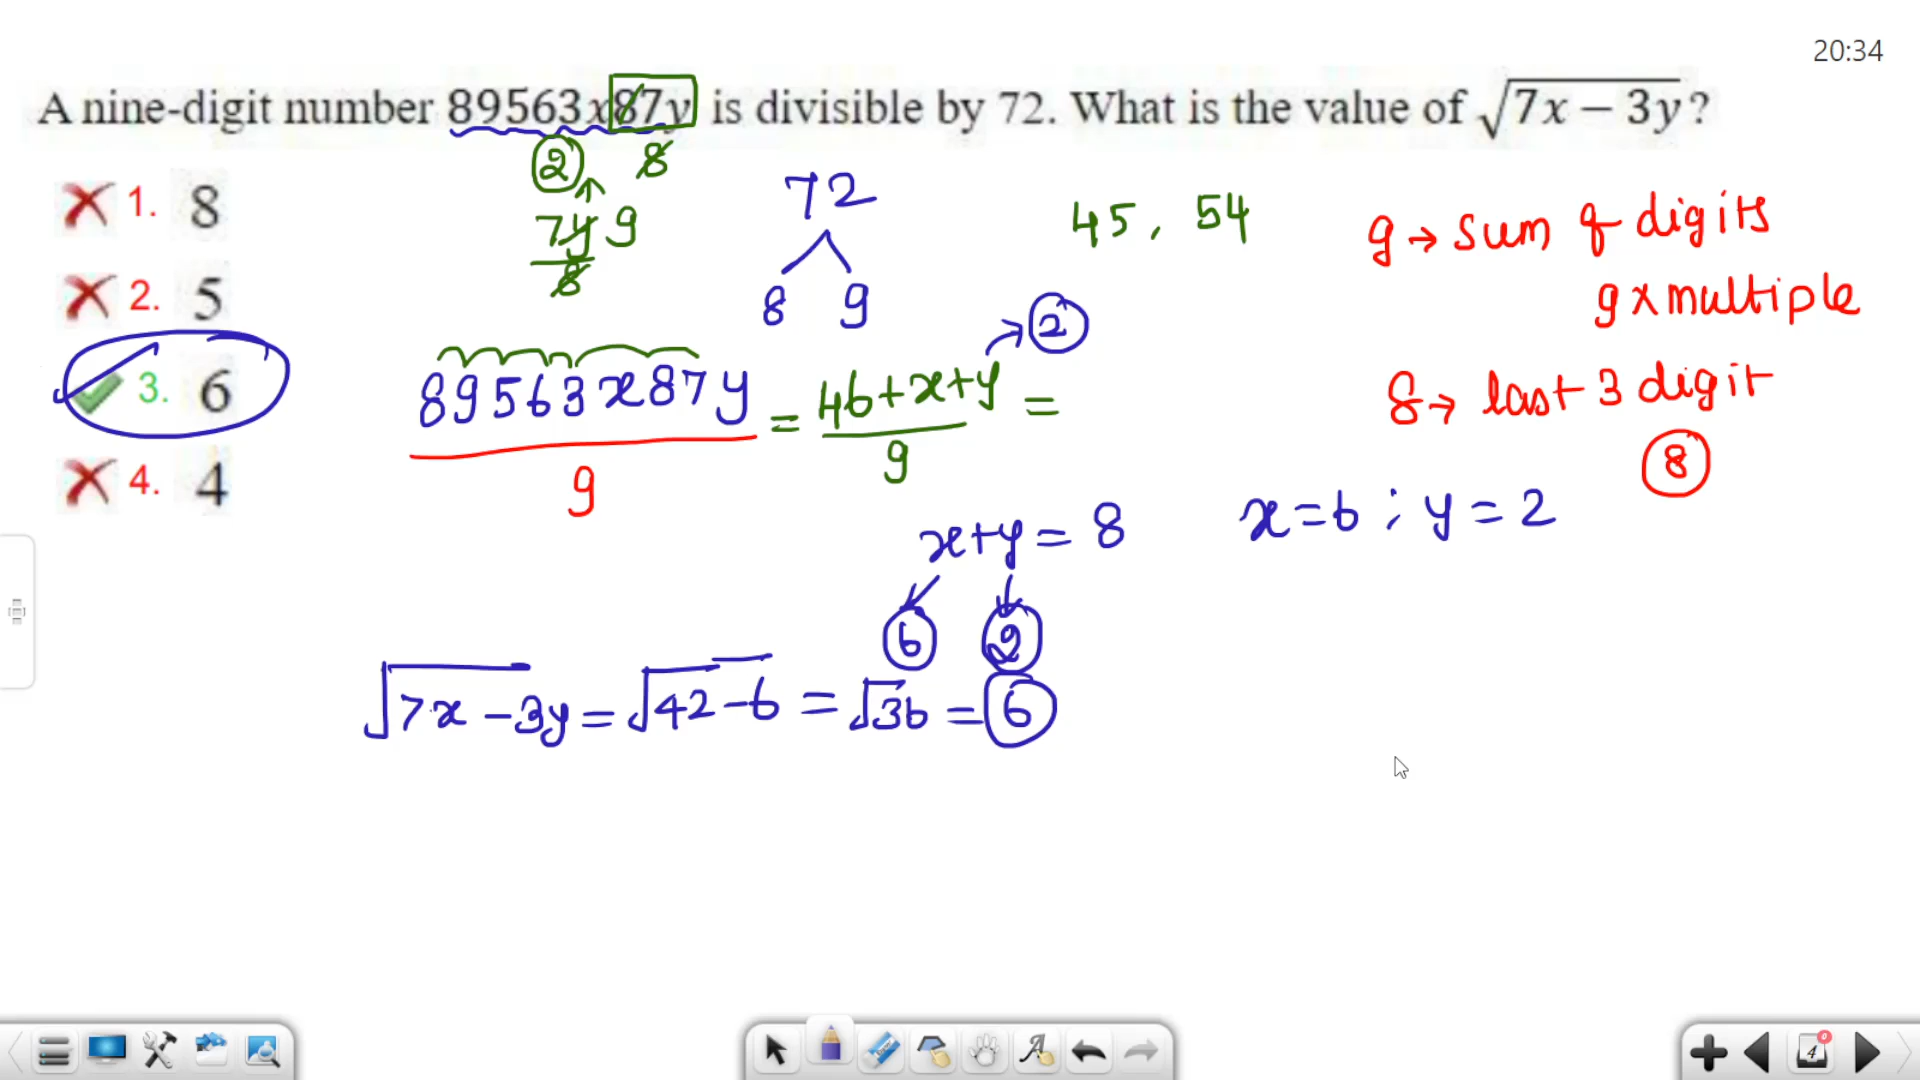 20:34
A nine-digit number 89563x87y is divisible by 72. What is the value of √7x – 3y?
2 8
7y 9
8
72
8 9
45, 54
9 → sum of digits
9 x multiple
8 → last 3 digit
8
1. 8
2. 5
3. 6
4. 4
89563x87y = 46+x+y =
9 9
2
x+y = 8
6 2
x=6 ; y=2
√7x – 3y = √42 – 6 = √36 = 6
4